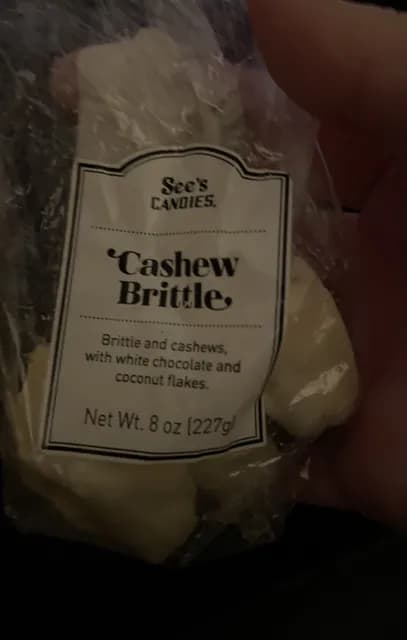 See's
CANDIES®
Cashew
Brittle
Brittle and cashews,
with white chocolate and
coconut flakes.
Net Wt. 8 oz (227g)